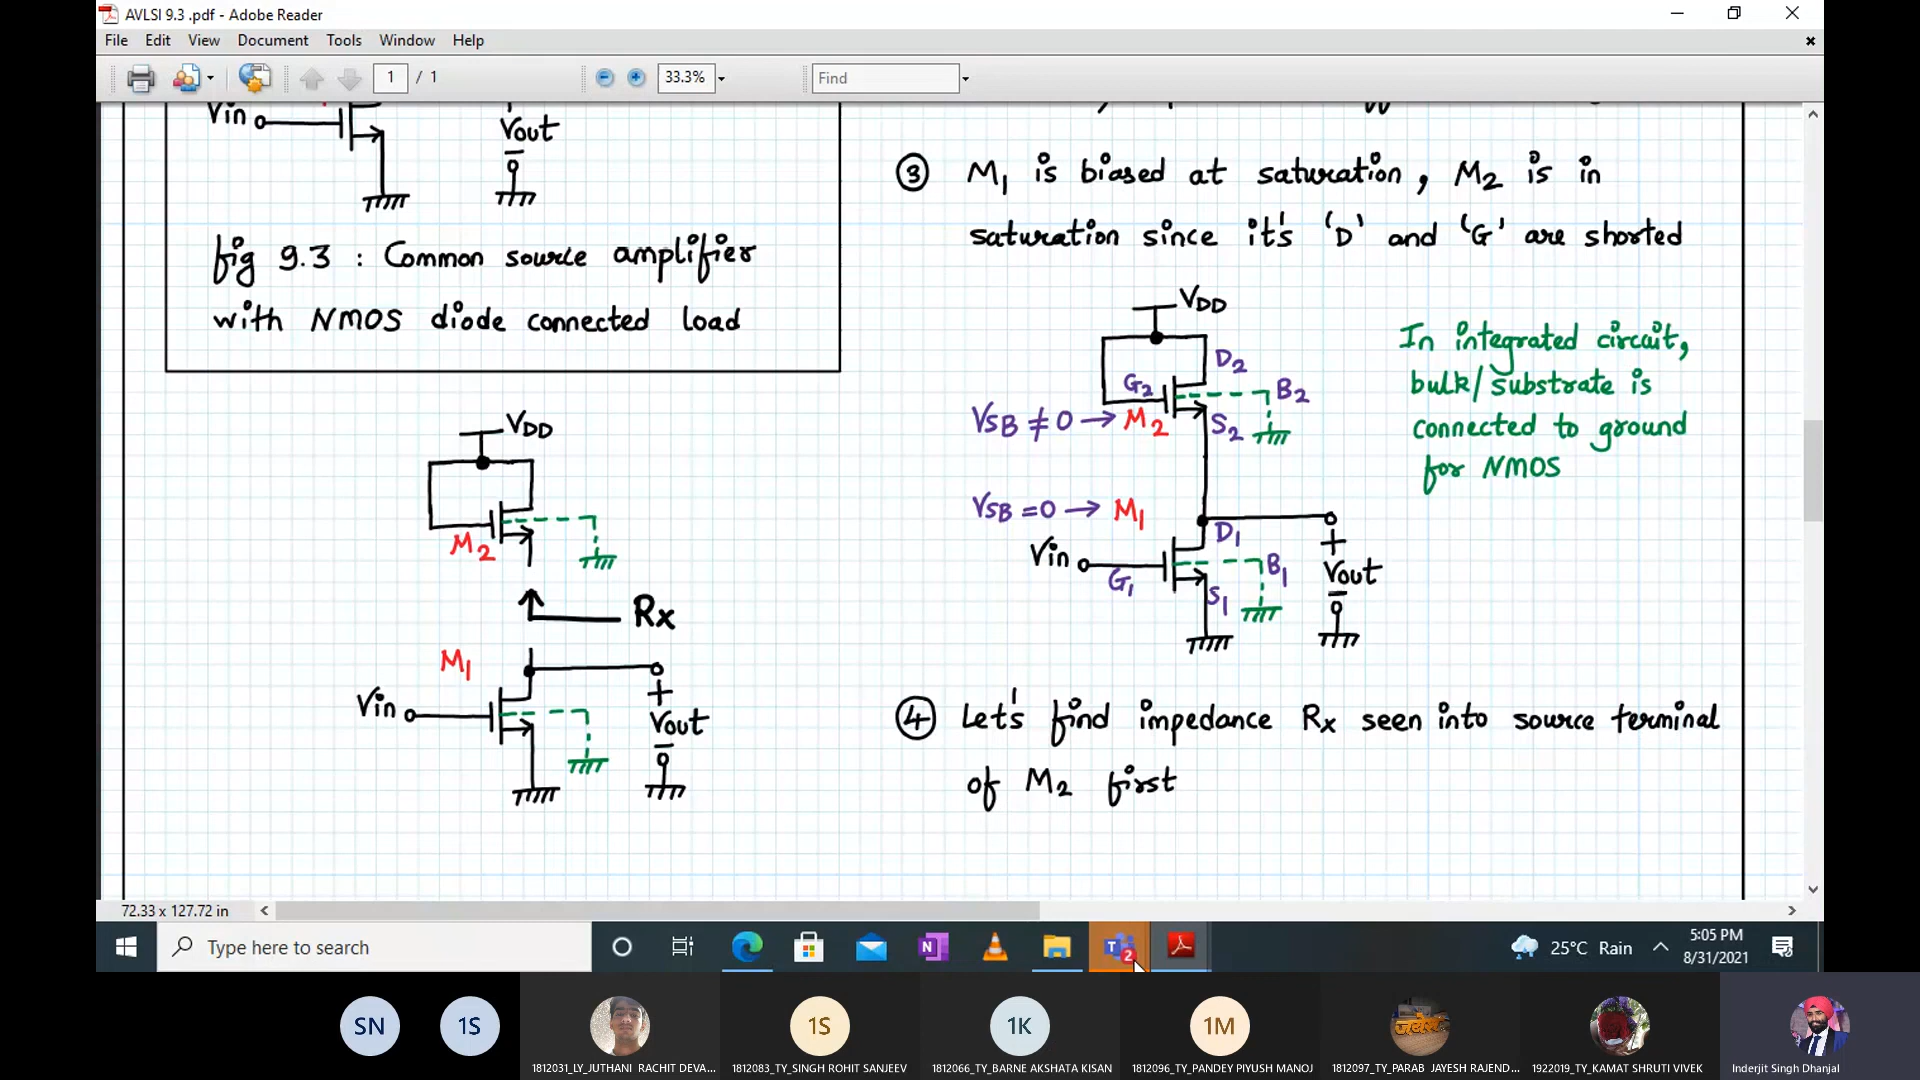 AVLSI 9.3 .pdf - Adobe Reader
File Edit View Document Tools Window Help
1 / 1 33.3% Find
Vin
Vout
fig 9.3 : Common source amplifier
with NMOS diode connected load
VDD
M2
Rx
M1
Vin
+
Vout
-
③ M1 is biased at saturation, M2 is in
saturation since it's 'D' and 'G' are shorted
VDD
D2
G2
B2
VSB ≠ 0 → M2
S2
VSB = 0 → M1
D1
Vin
G1
B1
S1
+
Vout
-
In integrated circuit,
bulk/substrate is
connected to ground
for NMOS
④ Let's find impedance Rx seen into source terminal
of M2 first
72.33 x 127.72 in
Type here to search
2
25°C Rain
5:05 PM
8/31/2021
SN 1S 1S 1K 1M
1812031_LY_JUTHANI RACHIT DEVA...
1812083_TY_SINGH ROHIT SANJEEV
1812066_TY_BARNE AKSHATA KISAN
1812096_TY_PANDEY PIYUSH MANOJ
1812097_TY_PARAB JAYESH RAJEND...
1922019_TY_KAMAT SHRUTI VIVEK
Inderjit Singh Dhanjal